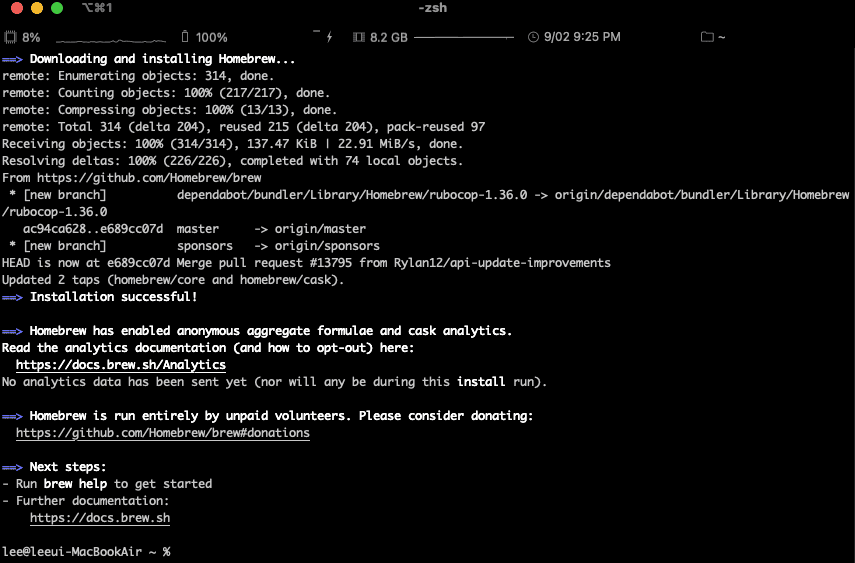 ⌥⌘1
-zsh
8% 100% 8.2 GB 9/02 9:25 PM ~
==> Downloading and installing Homebrew...
remote: Enumerating objects: 314, done.
remote: Counting objects: 100% (217/217), done.
remote: Compressing objects: 100% (13/13), done.
remote: Total 314 (delta 204), reused 215 (delta 204), pack-reused 97
Receiving objects: 100% (314/314), 137.47 KiB | 22.91 MiB/s, done.
Resolving deltas: 100% (226/226), completed with 74 local objects.
From https://github.com/Homebrew/brew
 * [new branch]          dependabot/bundler/Library/Homebrew/rubocop-1.36.0 -> origin/dependabot/bundler/Library/Homebrew
/rubocop-1.36.0
   ac94ca628..e689cc07d  master     -> origin/master
 * [new branch]          sponsors   -> origin/sponsors
HEAD is now at e689cc07d Merge pull request #13795 from Rylan12/api-update-improvements
Updated 2 taps (homebrew/core and homebrew/cask).
==> Installation successful!
==> Homebrew has enabled anonymous aggregate formulae and cask analytics.
Read the analytics documentation (and how to opt-out) here:
  https://docs.brew.sh/Analytics
No analytics data has been sent yet (nor will any be during this install run).
==> Homebrew is run entirely by unpaid volunteers. Please consider donating:
  https://github.com/Homebrew/brew#donations
==> Next steps:
- Run brew help to get started
- Further documentation:
    https://docs.brew.sh
lee@leeui-MacBookAir ~ %